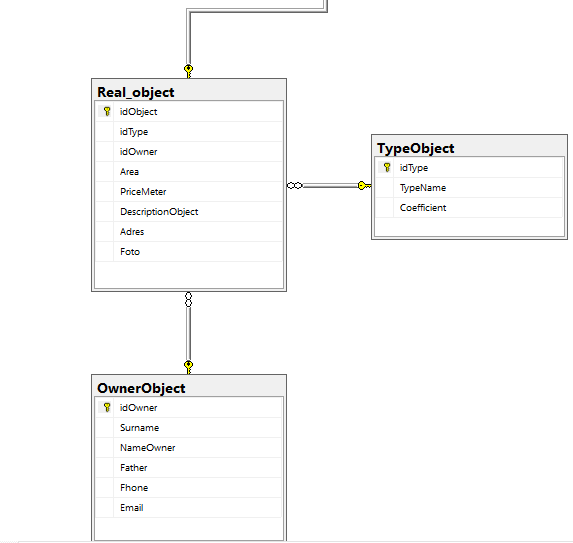 Real_object
idObject
idType
idOwner
Area
PriceMeter
DescriptionObject
Adres
Foto
TypeObject
idType
TypeName
Coefficient
OwnerObject
idOwner
Surname
NameOwner
Father
Fhone
Email